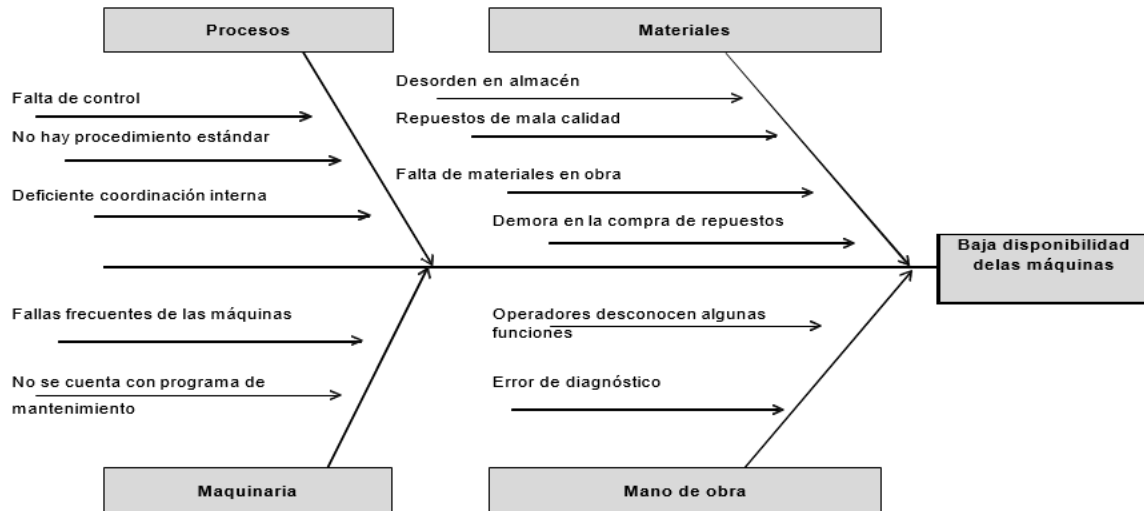 Procesos
Materiales
Falta de control
No hay procedimiento estándar
Deficiente coordinación interna
Desorden en almacén
Repuestos de mala calidad
Falta de materiales en obra
Demora en la compra de repuestos
Baja disponibilidad
delas máquinas
Fallas frecuentes de las máquinas
No se cuenta con programa de
mantenimiento
Operadores desconocen algunas
funciones
Error de diagnóstico
Maquinaria
Mano de obra